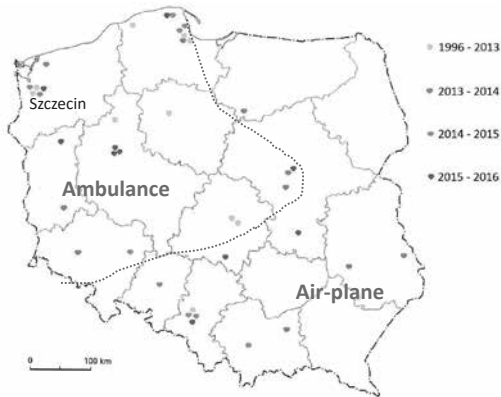 1996 - 2013
2013 - 2014
2014 - 2015
2015 - 2016
Szczecin
Ambulance
Air-plane
0
100 km